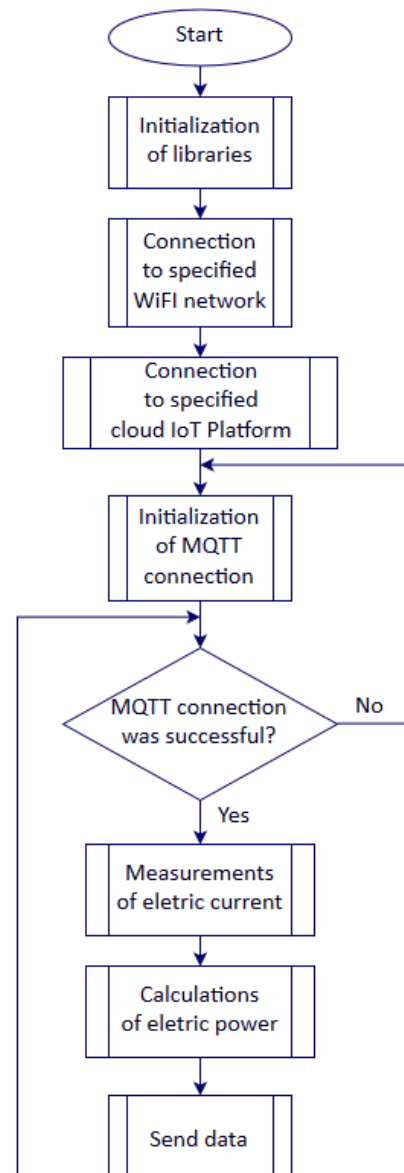 Start
Initialization
of libraries
Connection
to specified
WiFI network
Connection
to specified
cloud IoT Platform
Initialization
of MQTT
connection
MQTT connection
was successful?
No
Yes
Measurements
of eletric current
Calculations
of eletric power
Send data